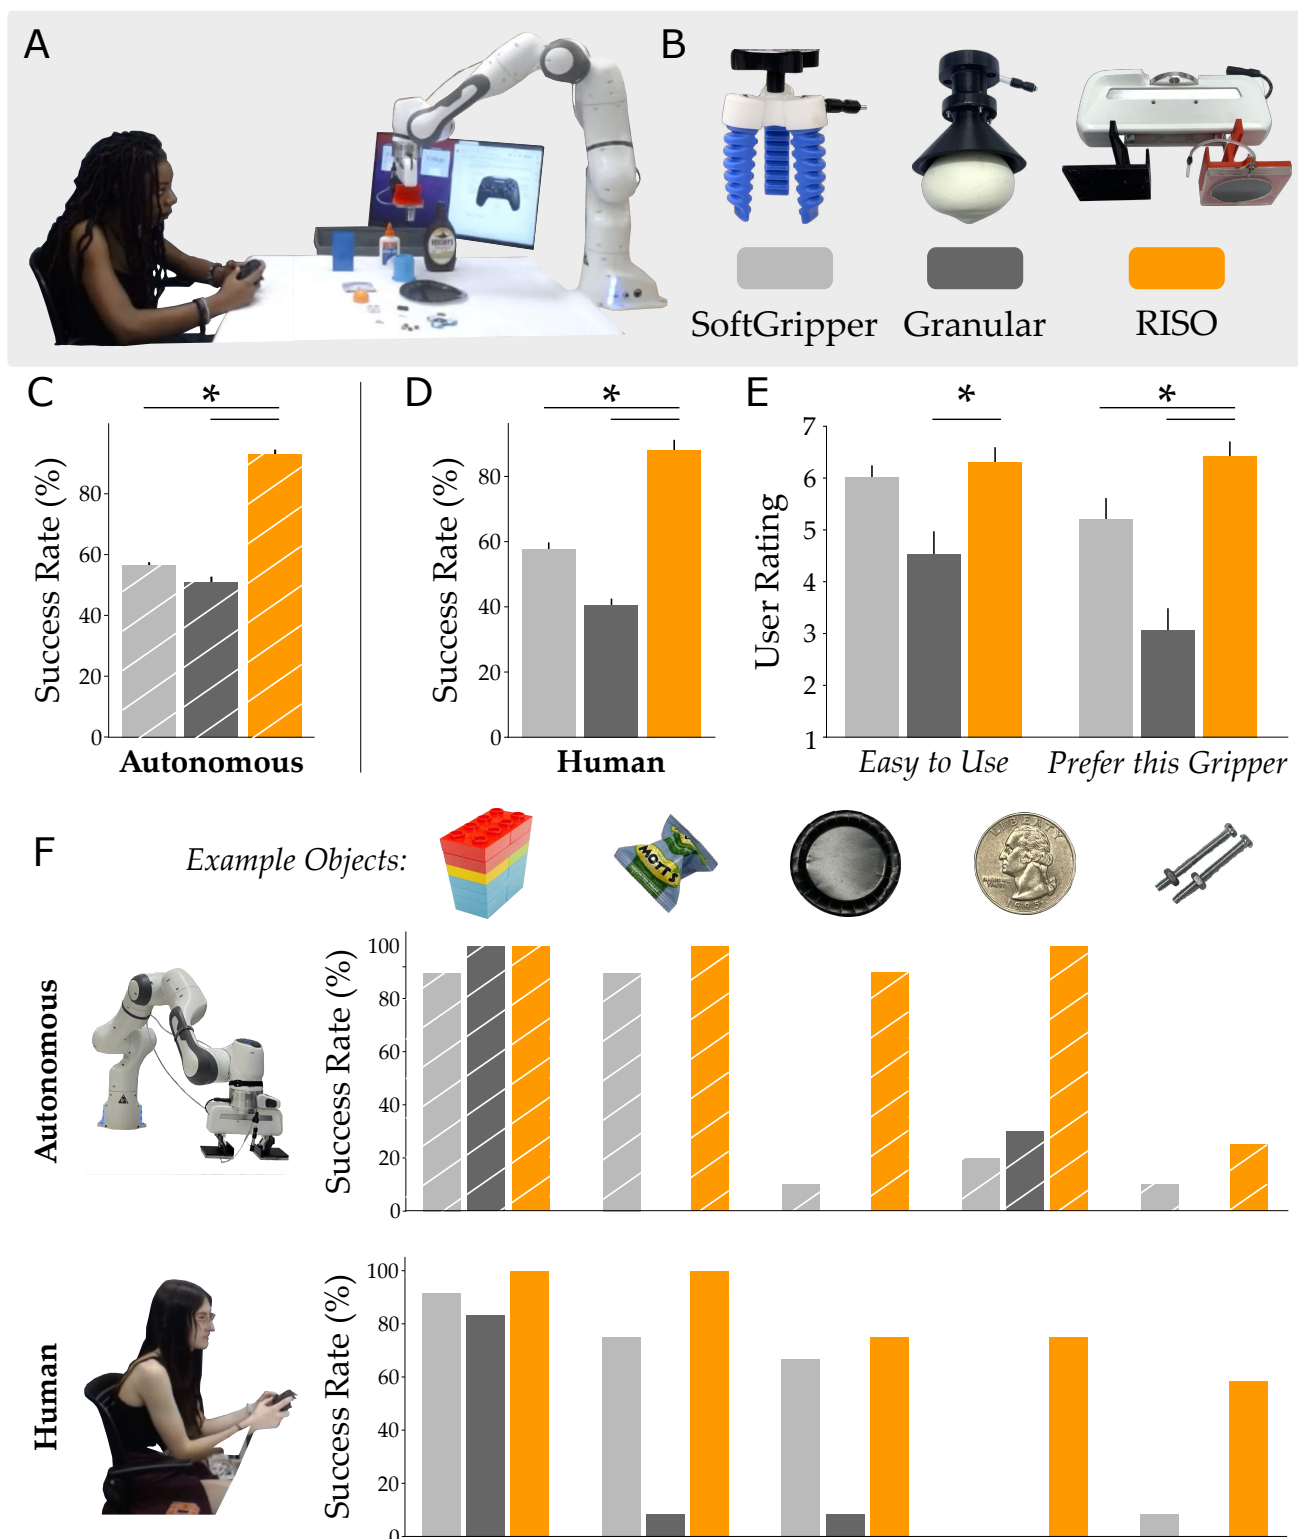 A
B
SoftGripper
Granular
RISO
C
*
Success Rate (%)
80
60
40
20
0
Autonomous
D
*
Success Rate (%)
80
60
40
20
0
Human
E
*
*
User Rating
7
6
5
4
3
2
1
Easy to Use
Prefer this Gripper
F
Example Objects:
MOTT'S
LIBERTY
1995
Autonomous
Success Rate (%)
100
80
60
40
20
0
Human
Success Rate (%)
100
80
60
40
20
0